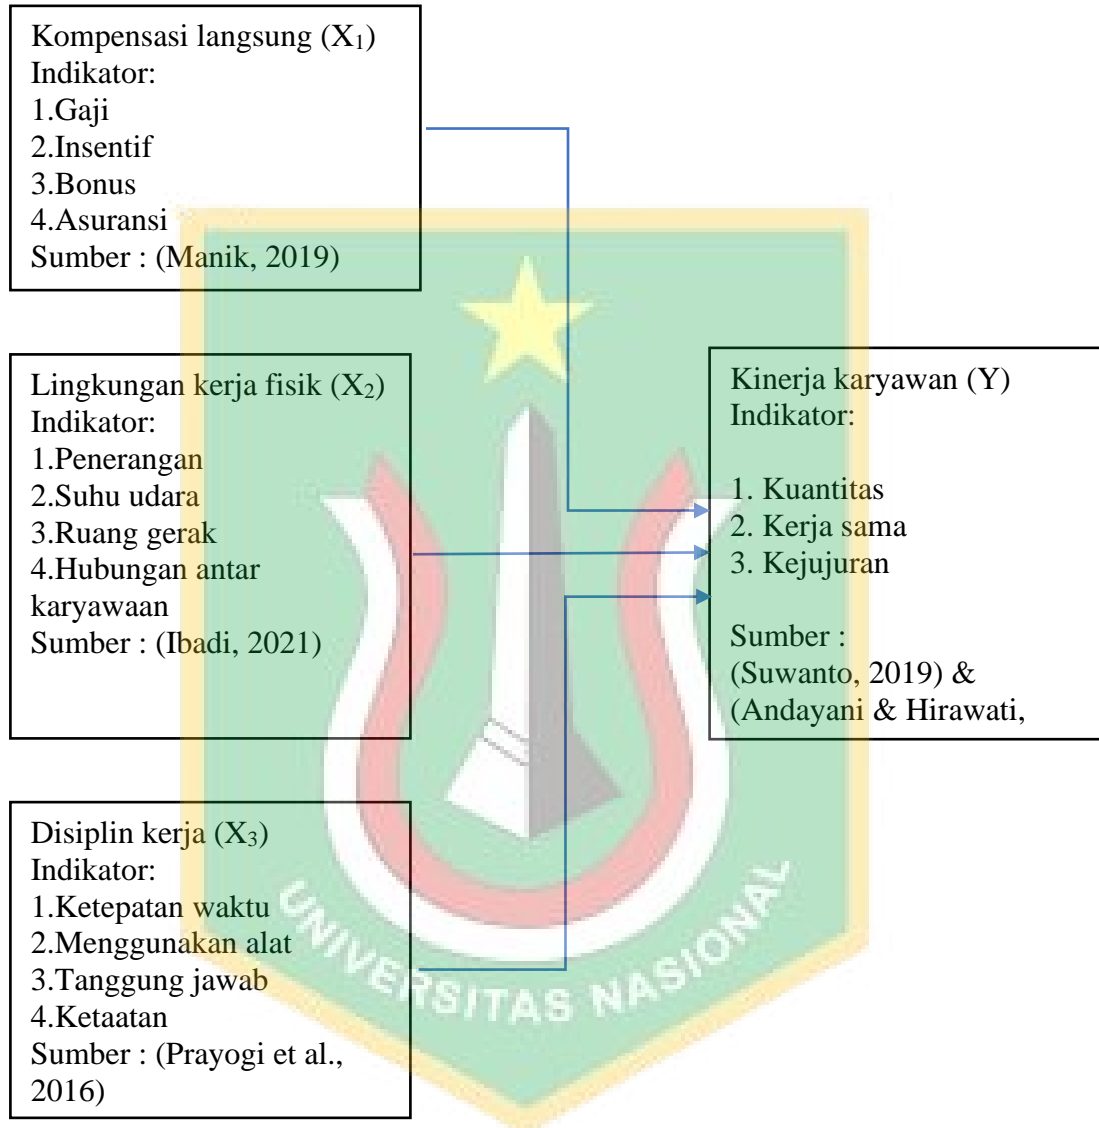 Kompensasi langsung (X₁)
Indikator:
1.Gaji
2.Insentif
3.Bonus
4.Asuransi
Sumber : (Manik, 2019)
Lingkungan kerja fisik (X₂)
Indikator:
1.Penerangan
2.Suhu udara
3.Ruang gerak
4.Hubungan antar
karyawaan
Sumber : (Ibadi, 2021)
Kinerja karyawan (Y)
Indikator:
1. Kuantitas
2. Kerja sama
3. Kejujuran
Sumber :
(Suwanto, 2019) &
(Andayani & Hirawati,
Disiplin kerja (X₃)
Indikator:
1.Ketepatan waktu
2.Menggunakan alat
3.Tanggung jawab
4.Ketaatan
Sumber : (Prayogi et al.,
2016)
UNIVERSITAS NASIONAL